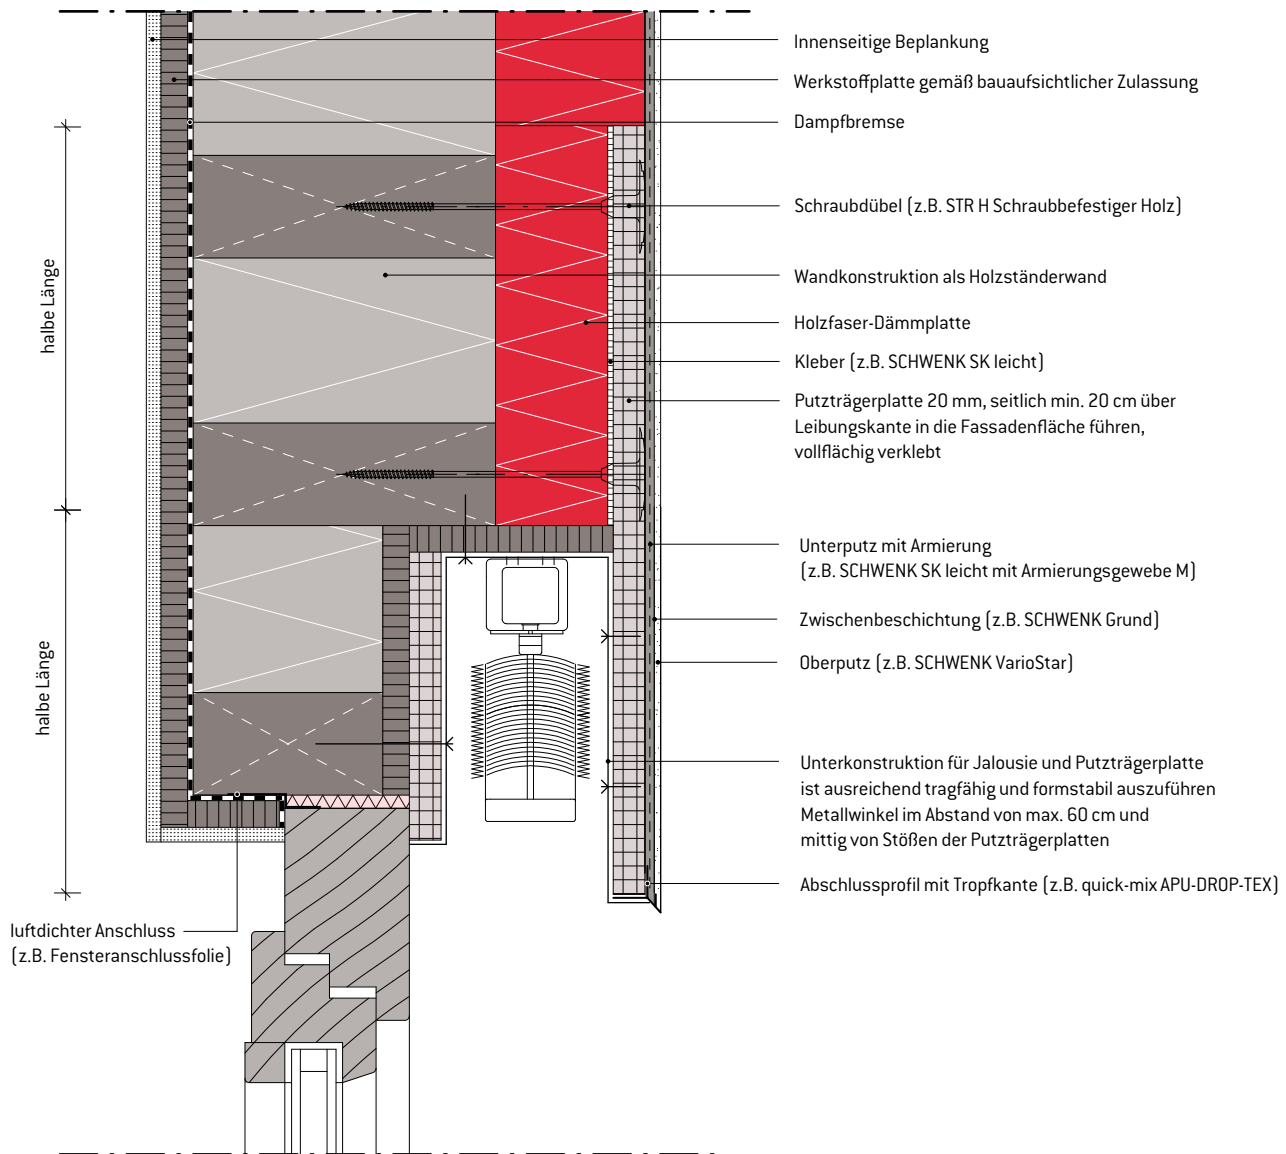 Innenseitige Beplankung
Werkstoffplatte gemäß bauaufsichtlicher Zulassung
Dampfbremse
Schraubdübel (z.B. STR H Schraubbefestiger Holz)
halbe Länge
Wandkonstruktion als Holzständerwand
Holzfaser-Dämmplatte
Kleber (z.B. SCHWENK SK leicht)
Putzträgerplatte 20 mm, seitlich min. 20 cm über
Leibungskante in die Fassadenfläche führen,
vollflächig verklebt
Unterputz mit Armierung
(z.B. SCHWENK SK leicht mit Armierungsgewebe M)
Zwischenbeschichtung (z.B. SCHWENK Grund)
Oberputz (z.B. SCHWENK VarioStar)
halbe Länge
Unterkonstruktion für Jalousie und Putzträgerplatte
ist ausreichend tragfähig und formstabil auszuführen
Metallwinkel im Abstand von max. 60 cm und
mittig von Stößen der Putzträgerplatten
Abschlussprofil mit Tropfkante (z.B. quick-mix APU-DROP-TEX)
luftdichter Anschluss
(z.B. Fensteranschlussfolie)